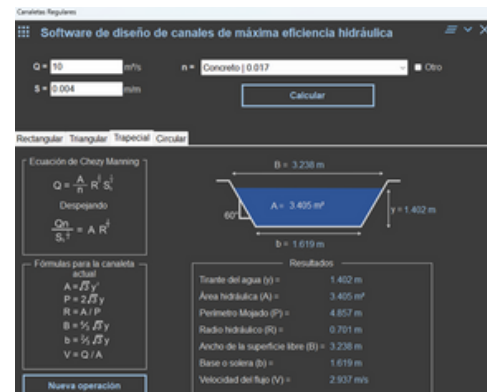 Canaletas Regulares
Software de diseño de canales de máxima eficiencia hidráulica
Q = 10 m³/s n = Concreto | 0.017 Otro
S = 0.004 m/m
Calcular
Rectangular Triangular Trapecial Circular
Ecuación de Chezy Manning
Despejando
Fórmulas para la canaleta actual
R = A / P
V = Q / A
Nueva operación
B = 3.238 m
A = 3.405 m²
60°
y = 1.402 m
b = 1.619 m
Resultados
Tirante del agua (y) = 1.402 m
Área hidráulica (A) = 3.405 m²
Perímetro Mojado (P) = 4.857 m
Radio hidráulico (R) = 0.701 m
Ancho de la superficie libre (B) = 3.238 m
Base o solera (b) = 1.619 m
Velocidad del flujo (V) = 2.937 m/s